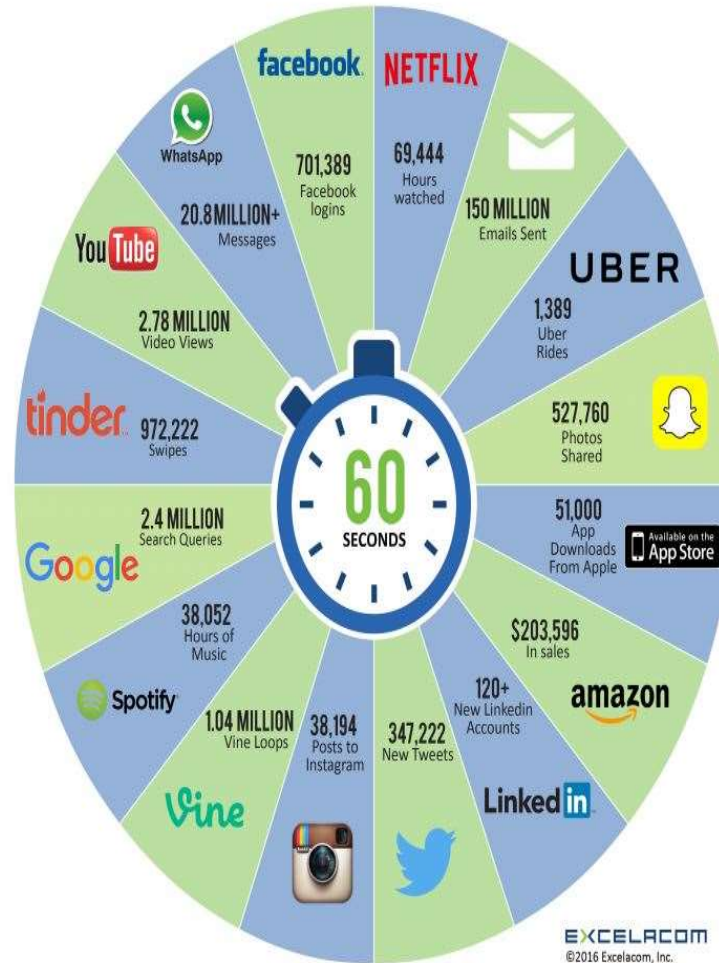 facebook
701,389
Facebook
logins
NETFLIX
69,444
Hours
watched
150 MILLION
Emails Sent
UBER
1,389
Uber
Rides
527,760
Photos
Shared
51,000
App
Downloads
From Apple
Available on the
App Store
$203,596
In sales
amazon
120+
New Linkedin
Accounts
Linked in
347,222
New Tweets
38,194
Posts to
Instagram
1.04 MILLION
Vine Loops
Vine
38,052
Hours of
Music
Spotify
2.4 MILLION
Search Queries
Google
tinder
972,222
Swipes
You Tube
2.78 MILLION
Video Views
WhatsApp
20.8 MILLION+
Messages
60
SECONDS
EXCELACOM
©2016 Excelacom, Inc.